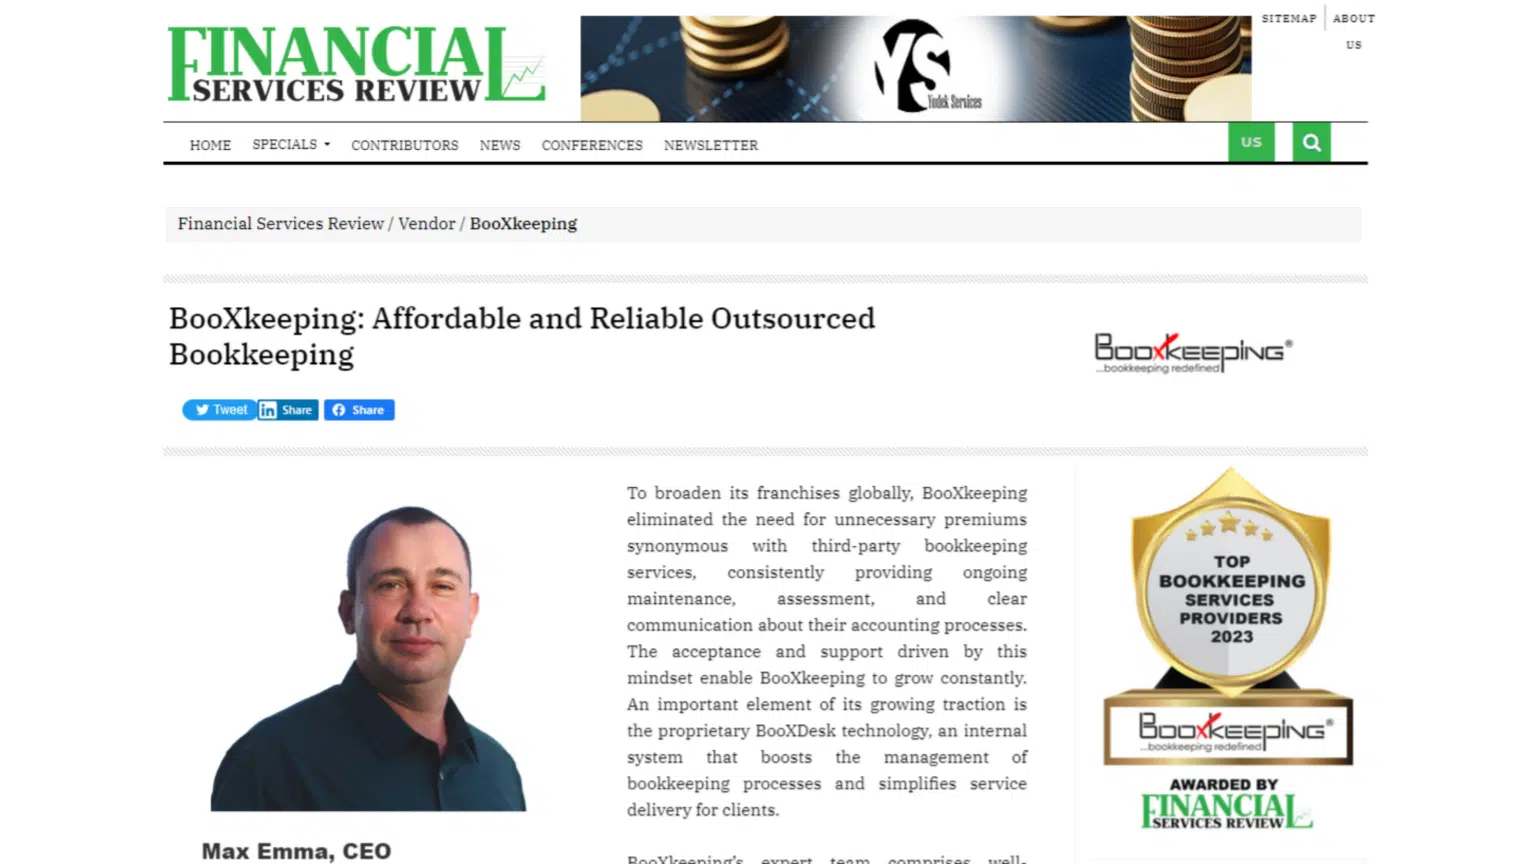 FINANCIAL
SERVICES REVIEW
YS
Yodek Services
SITEMAP
ABOUT
US
HOME
SPECIALS
CONTRIBUTORS
NEWS
CONFERENCES
NEWSLETTER
US
Financial Services Review / Vendor / BooXkeeping
BooXkeeping: Affordable and Reliable Outsourced
Bookkeeping
BooXkeeping®
...bookkeeping redefined
Tweet
in Share
Share
To broaden its franchises globally, BooXkeeping
eliminated the need for unnecessary premiums
synonymous with third-party bookkeeping
services, consistently providing ongoing
maintenance, assessment, and clear
communication about their accounting processes.
The acceptance and support driven by this
mindset enable BooXkeeping to grow constantly.
An important element of its growing traction is
the proprietary BooXDesk technology, an internal
system that boosts the management of
bookkeeping processes and simplifies service
delivery for clients.
BooXkeeping's expert team comprises well-
Max Emma, CEO
TOP
BOOKKEEPING
SERVICES
PROVIDERS
2023
BooXkeeping®
...bookkeeping redefined
AWARDED BY
FINANCIAL
SERVICES REVIEW